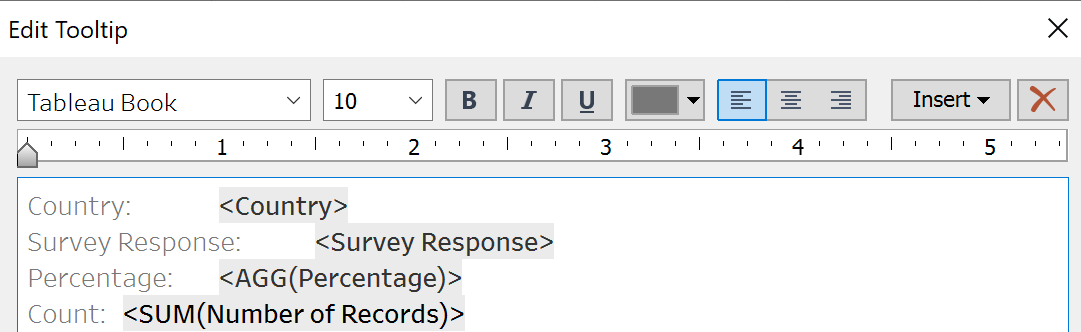 Edit Tooltip
Tableau Book 10 B I U Insert
1 2 3 4 5
Country: <Country>
Survey Response: <Survey Response>
Percentage: <AGG(Percentage)>
Count: <SUM(Number of Records)>